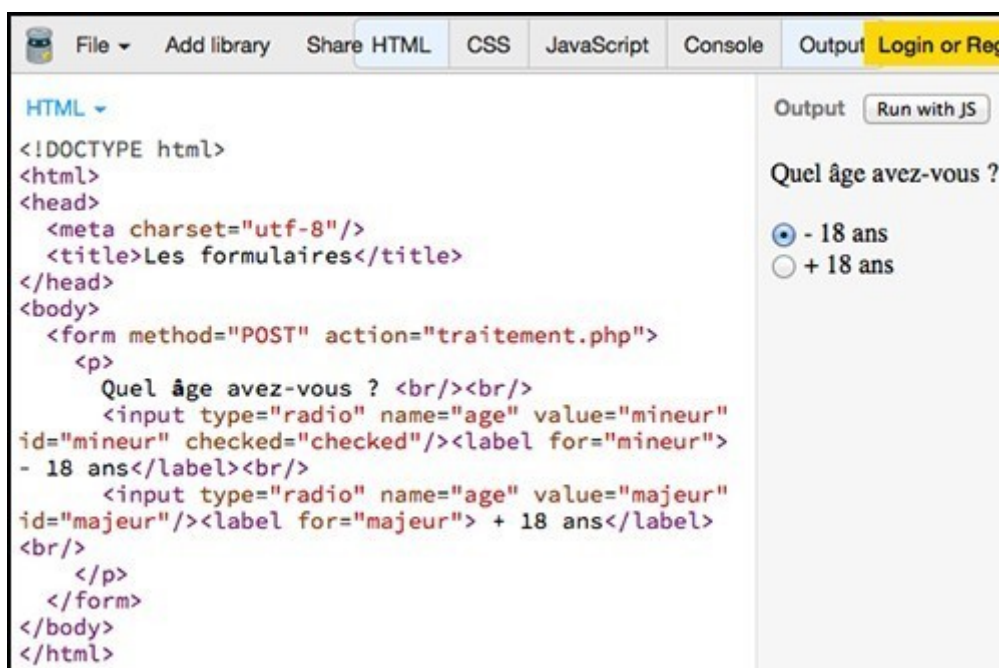 File Add library Share HTML CSS JavaScript Console Output Login or Reg
HTML
<!DOCTYPE html>
<html>
<head>
<meta charset="utf-8"/>
<title>Les formulaires</title>
</head>
<body>
<form method="POST" action="traitement.php">
<p>
Quel âge avez-vous ? <br/><br/>
<input type="radio" name="age" value="mineur"
id="mineur" checked="checked"/><label for="mineur">
- 18 ans</label><br/>
<input type="radio" name="age" value="majeur"
id="majeur"/><label for="majeur"> + 18 ans</label>
<br/>
</p>
</form>
</body>
</html>
Output Run with JS
Quel âge avez-vous ?
- 18 ans
+ 18 ans